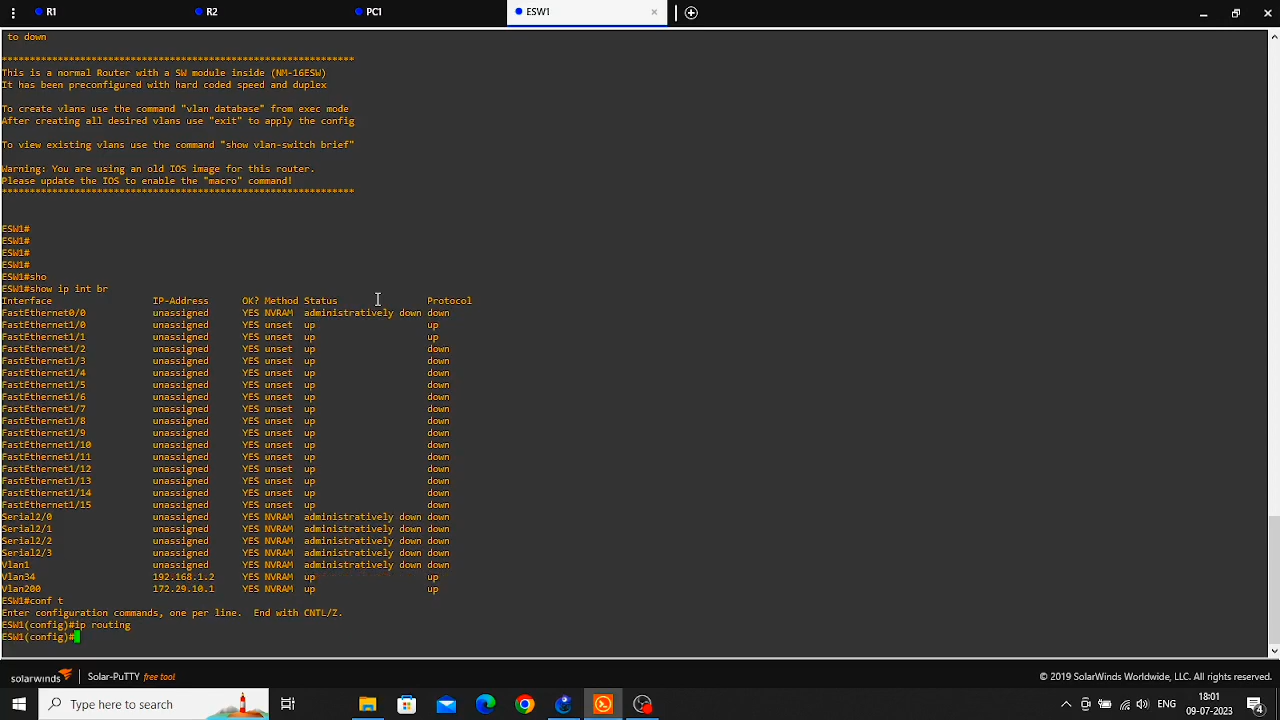 R1 R2 PC1 ESW1
to down
***************************************************************
This is a normal Router with a SW module inside (NM-16ESW)
It has been preconfigured with hard coded speed and duplex
To create vlans use the command "vlan database" from exec mode
After creating all desired vlans use "exit" to apply the config
To view existing vlans use the command "show vlan-switch brief"
Warning: You are using an old IOS image for this router.
Please update the IOS to enable the "macro" command!
***************************************************************
ESW1#
ESW1#
ESW1#
ESW1#
ESW1#sho
ESW1#show ip int br
Interface IP-Address OK? Method Status Protocol
FastEthernet0/0 unassigned YES NVRAM administratively down down
FastEthernet1/0 unassigned YES unset up up
FastEthernet1/1 unassigned YES unset up up
FastEthernet1/2 unassigned YES unset up down
FastEthernet1/3 unassigned YES unset up down
FastEthernet1/4 unassigned YES unset up down
FastEthernet1/5 unassigned YES unset up down
FastEthernet1/6 unassigned YES unset up down
FastEthernet1/7 unassigned YES unset up down
FastEthernet1/8 unassigned YES unset up down
FastEthernet1/9 unassigned YES unset up down
FastEthernet1/10 unassigned YES unset up down
FastEthernet1/11 unassigned YES unset up down
FastEthernet1/12 unassigned YES unset up down
FastEthernet1/13 unassigned YES unset up down
FastEthernet1/14 unassigned YES unset up down
FastEthernet1/15 unassigned YES unset up down
Serial2/0 unassigned YES NVRAM administratively down down
Serial2/1 unassigned YES NVRAM administratively down down
Serial2/2 unassigned YES NVRAM administratively down down
Serial2/3 unassigned YES NVRAM administratively down down
Vlan1 unassigned YES NVRAM administratively down down
Vlan34 192.168.1.2 YES NVRAM up up
Vlan200 172.29.10.1 YES NVRAM up up
ESW1#conf t
Enter configuration commands, one per line. End with CNTL/Z.
ESW1(config)#ip routing
ESW1(config)#
solarwinds Solar-PuTTY free tool © 2019 SolarWinds Worldwide, LLC. All rights reserved.
Type here to search ENG 18:01
09-07-2023 4